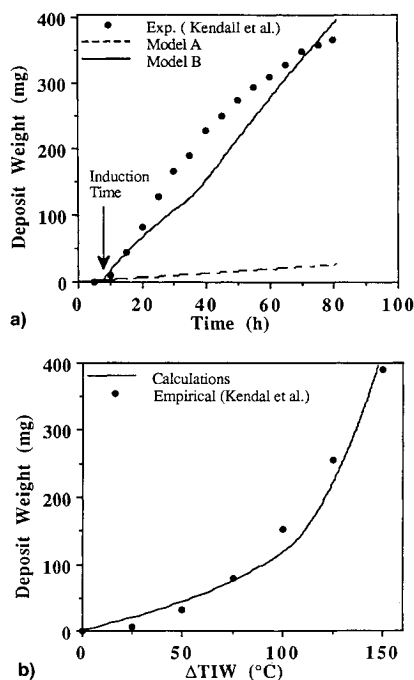 Exp. ( Kendall et al.)
Model A
Model B
400
300
200
100
0
Deposit Weight (mg)
Induction
Time
0 20 40 60 80 100
Time (h)
a)
Calculations
Empirical (Kendal et al.)
400
300
200
100
0
Deposit Weight (mg)
0 50 100 150
ΔTIW (°C)
b)